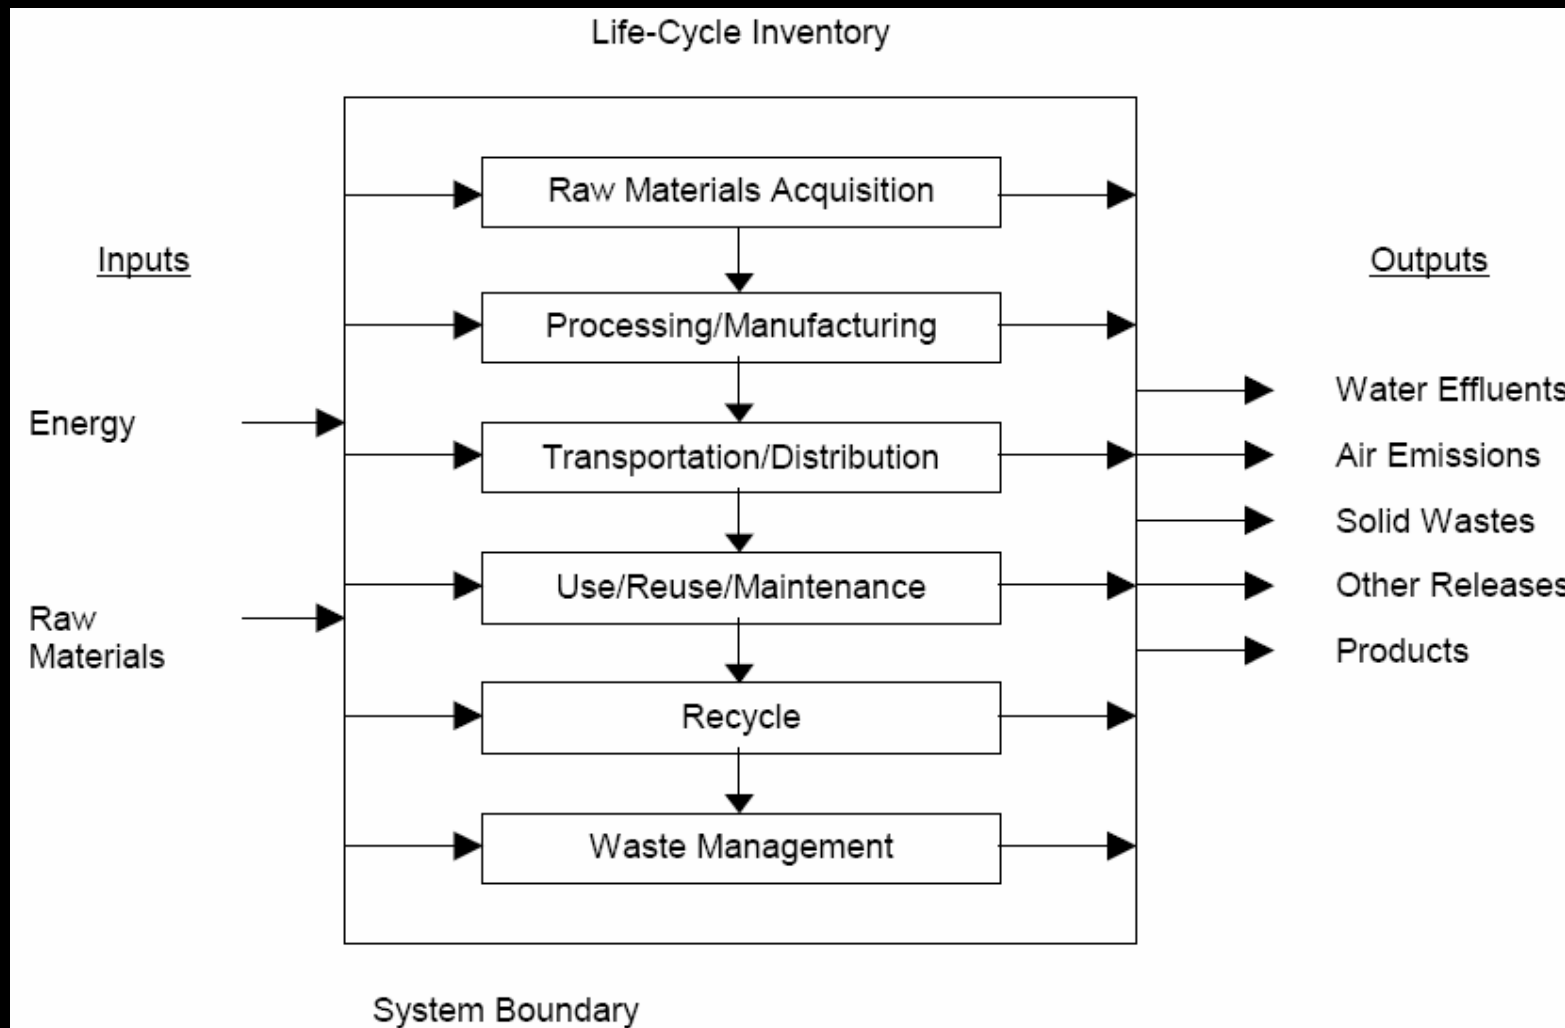 Life-Cycle Inventory
Raw Materials Acquisition
Inputs
Outputs
Processing/Manufacturing
Water Effluents
Energy
Transportation/Distribution
Air Emissions
Solid Wastes
Use/Reuse/Maintenance
Other Releases
Raw
Materials
Products
Recycle
Waste Management
System Boundary